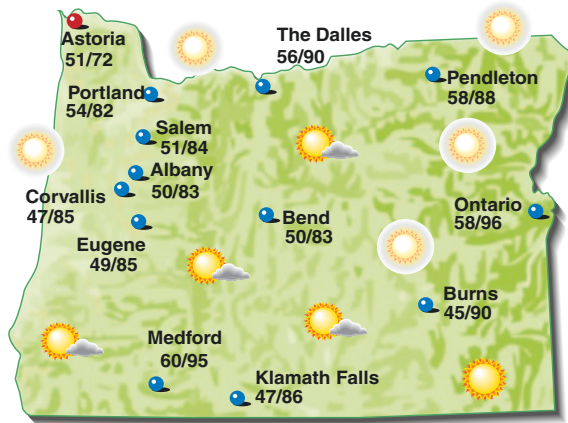 Astoria
51/72
The Dalles
56/90
Pendleton
58/88
Portland
54/82
Salem
51/84
Albany
50/83
Corvallis
47/85
Eugene
49/85
Bend
50/83
Ontario
58/96
Burns
45/90
Medford
60/95
Klamath Falls
47/86